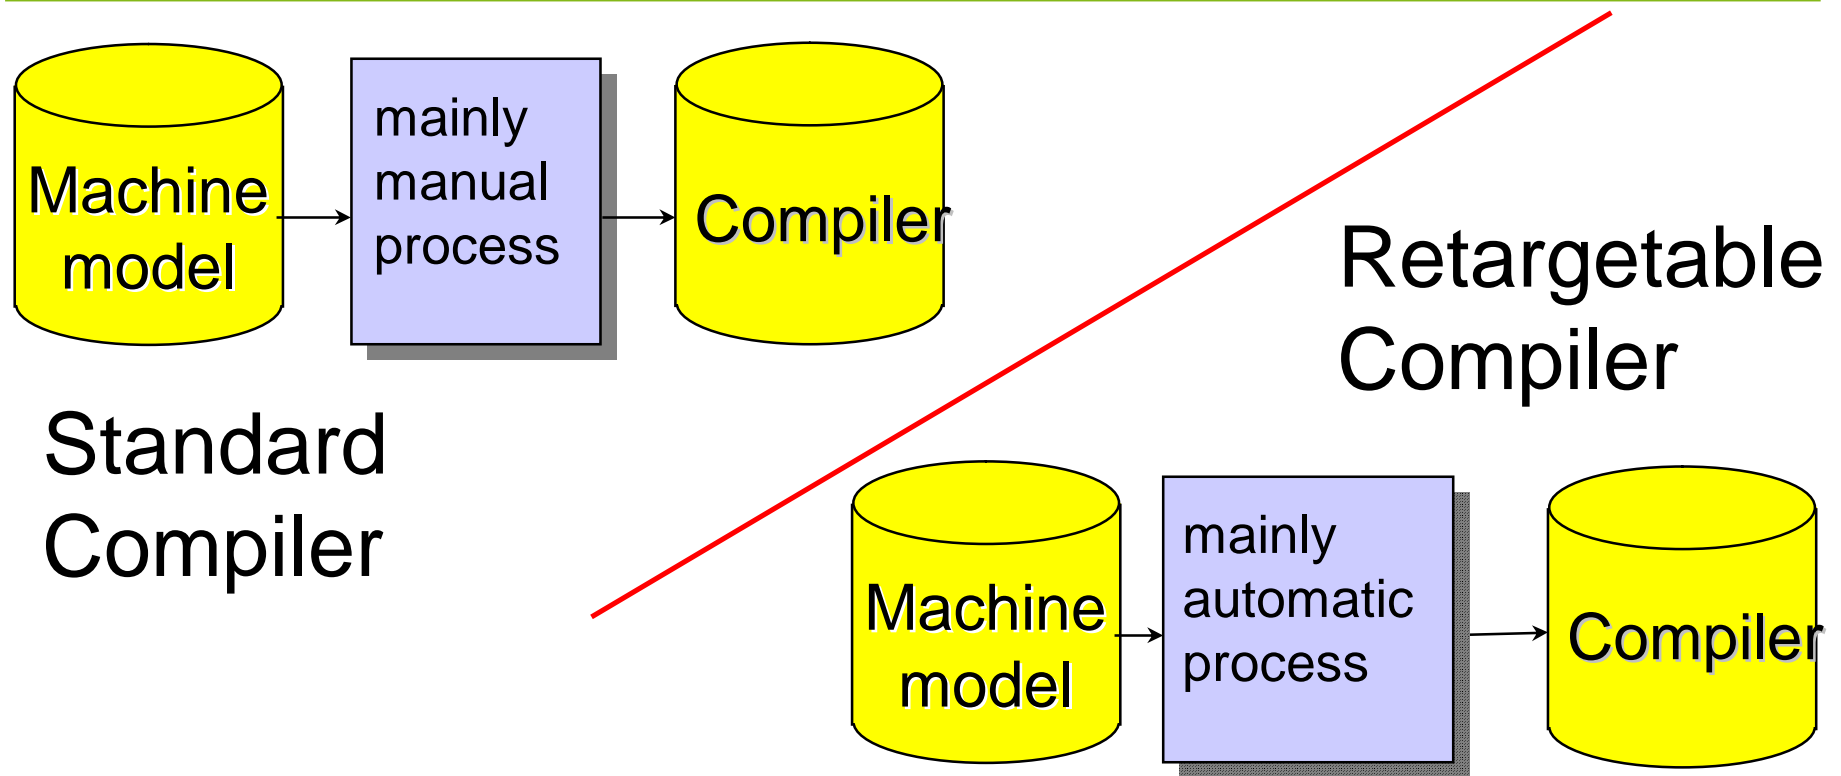 Machine
model
mainly
manual
process
Compiler
Standard
Compiler
Retargetable
Compiler
Machine
model
mainly
automatic
process
Compiler